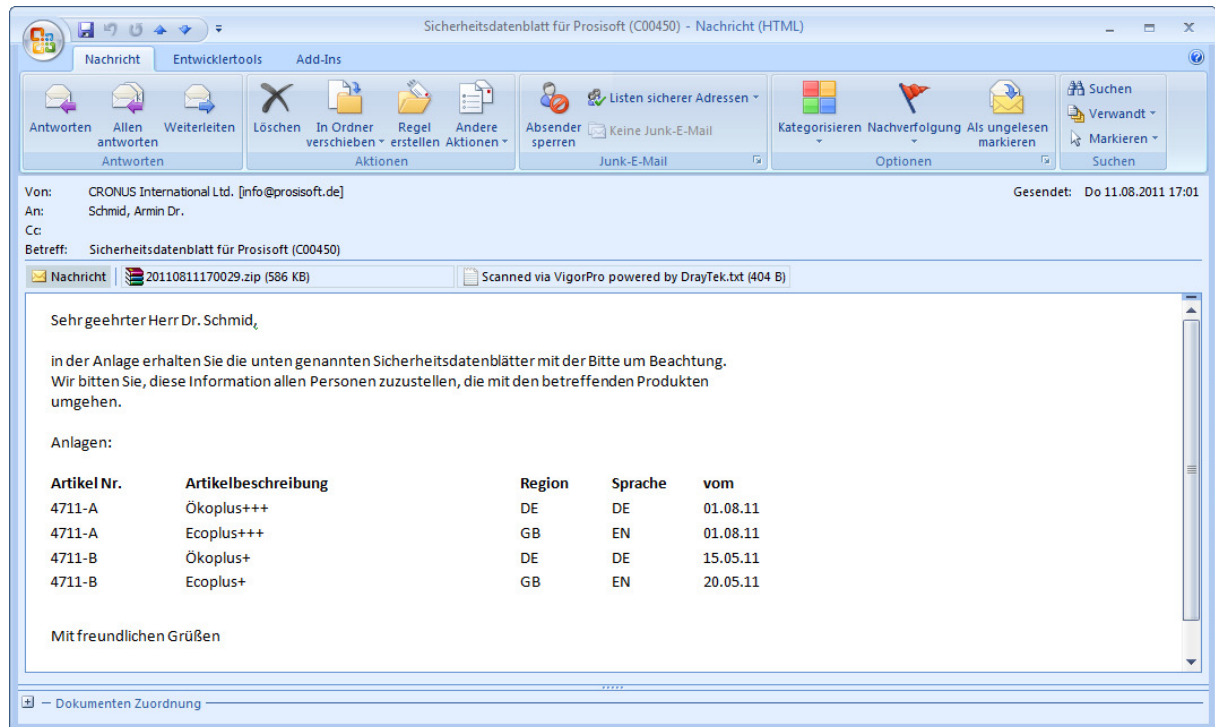 Sicherheitsdatenblatt für Prosisoft (C00450) - Nachricht (HTML)
Nachricht Entwicklertools Add-Ins
Antworten Allen antworten Weiterleiten Löschen In Ordner verschieben Regel erstellen Andere Aktionen Absender sperren Listen sicherer Adressen Keine Junk-E-Mail Kategorisieren Nachverfolgung Als ungelesen markieren Suchen Verwandt Markieren
Antworten Aktionen Junk-E-Mail Optionen Suchen
Von: CRONUS International Ltd. [info@prosisoft.de] Gesendet: Do 11.08.2011 17:01
An: Schmid, Armin Dr.
Cc:
Betreff: Sicherheitsdatenblatt für Prosisoft (C00450)
Nachricht 20110811170029.zip (586 KB) Scanned via VigorPro powered by DrayTek.txt (404 B)
Sehr geehrter Herr Dr. Schmid,
in der Anlage erhalten Sie die unten genannten Sicherheitsdatenblätter mit der Bitte um Beachtung.
Wir bitten Sie, diese Information allen Personen zuzustellen, die mit den betreffenden Produkten
umgehen.
Anlagen:
Artikel Nr. Artikelbeschreibung Region Sprache vom
4711-A Ökoplus+++ DE DE 01.08.11
4711-A Ecoplus+++ GB EN 01.08.11
4711-B Ökoplus+ DE DE 15.05.11
4711-B Ecoplus+ GB EN 20.05.11
Mit freundlichen Grüßen
Dokumenten Zuordnung